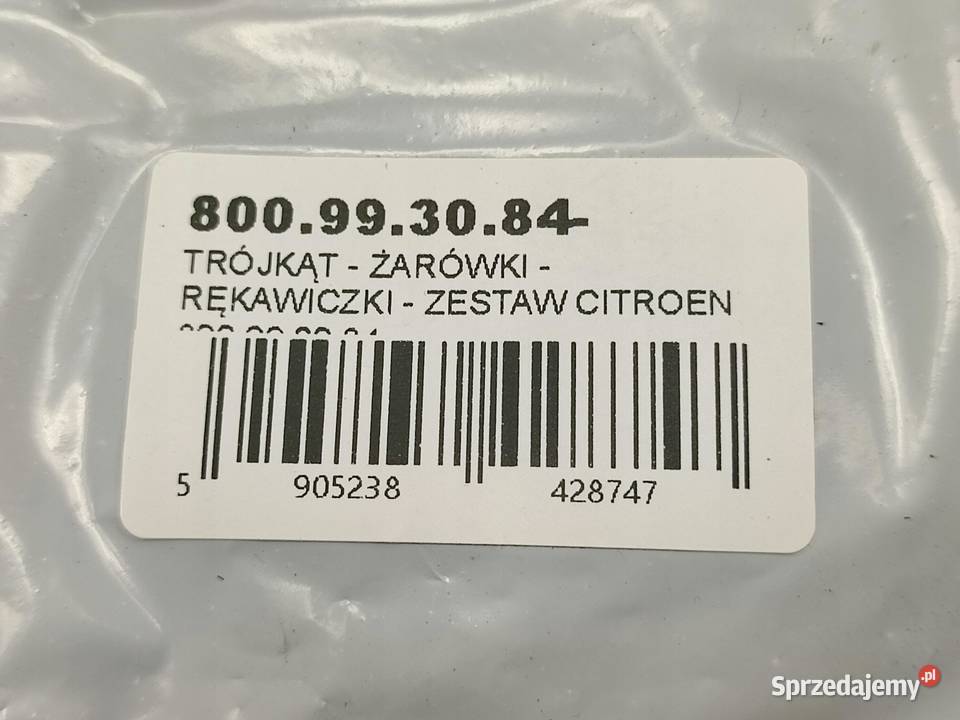 800.99.30.84
TRÓJKĄT - ŻARÓWKI -
RĘKAWICZKI - ZESTAW CITROEN
5 905238 428747
Sprzedajemy.pl